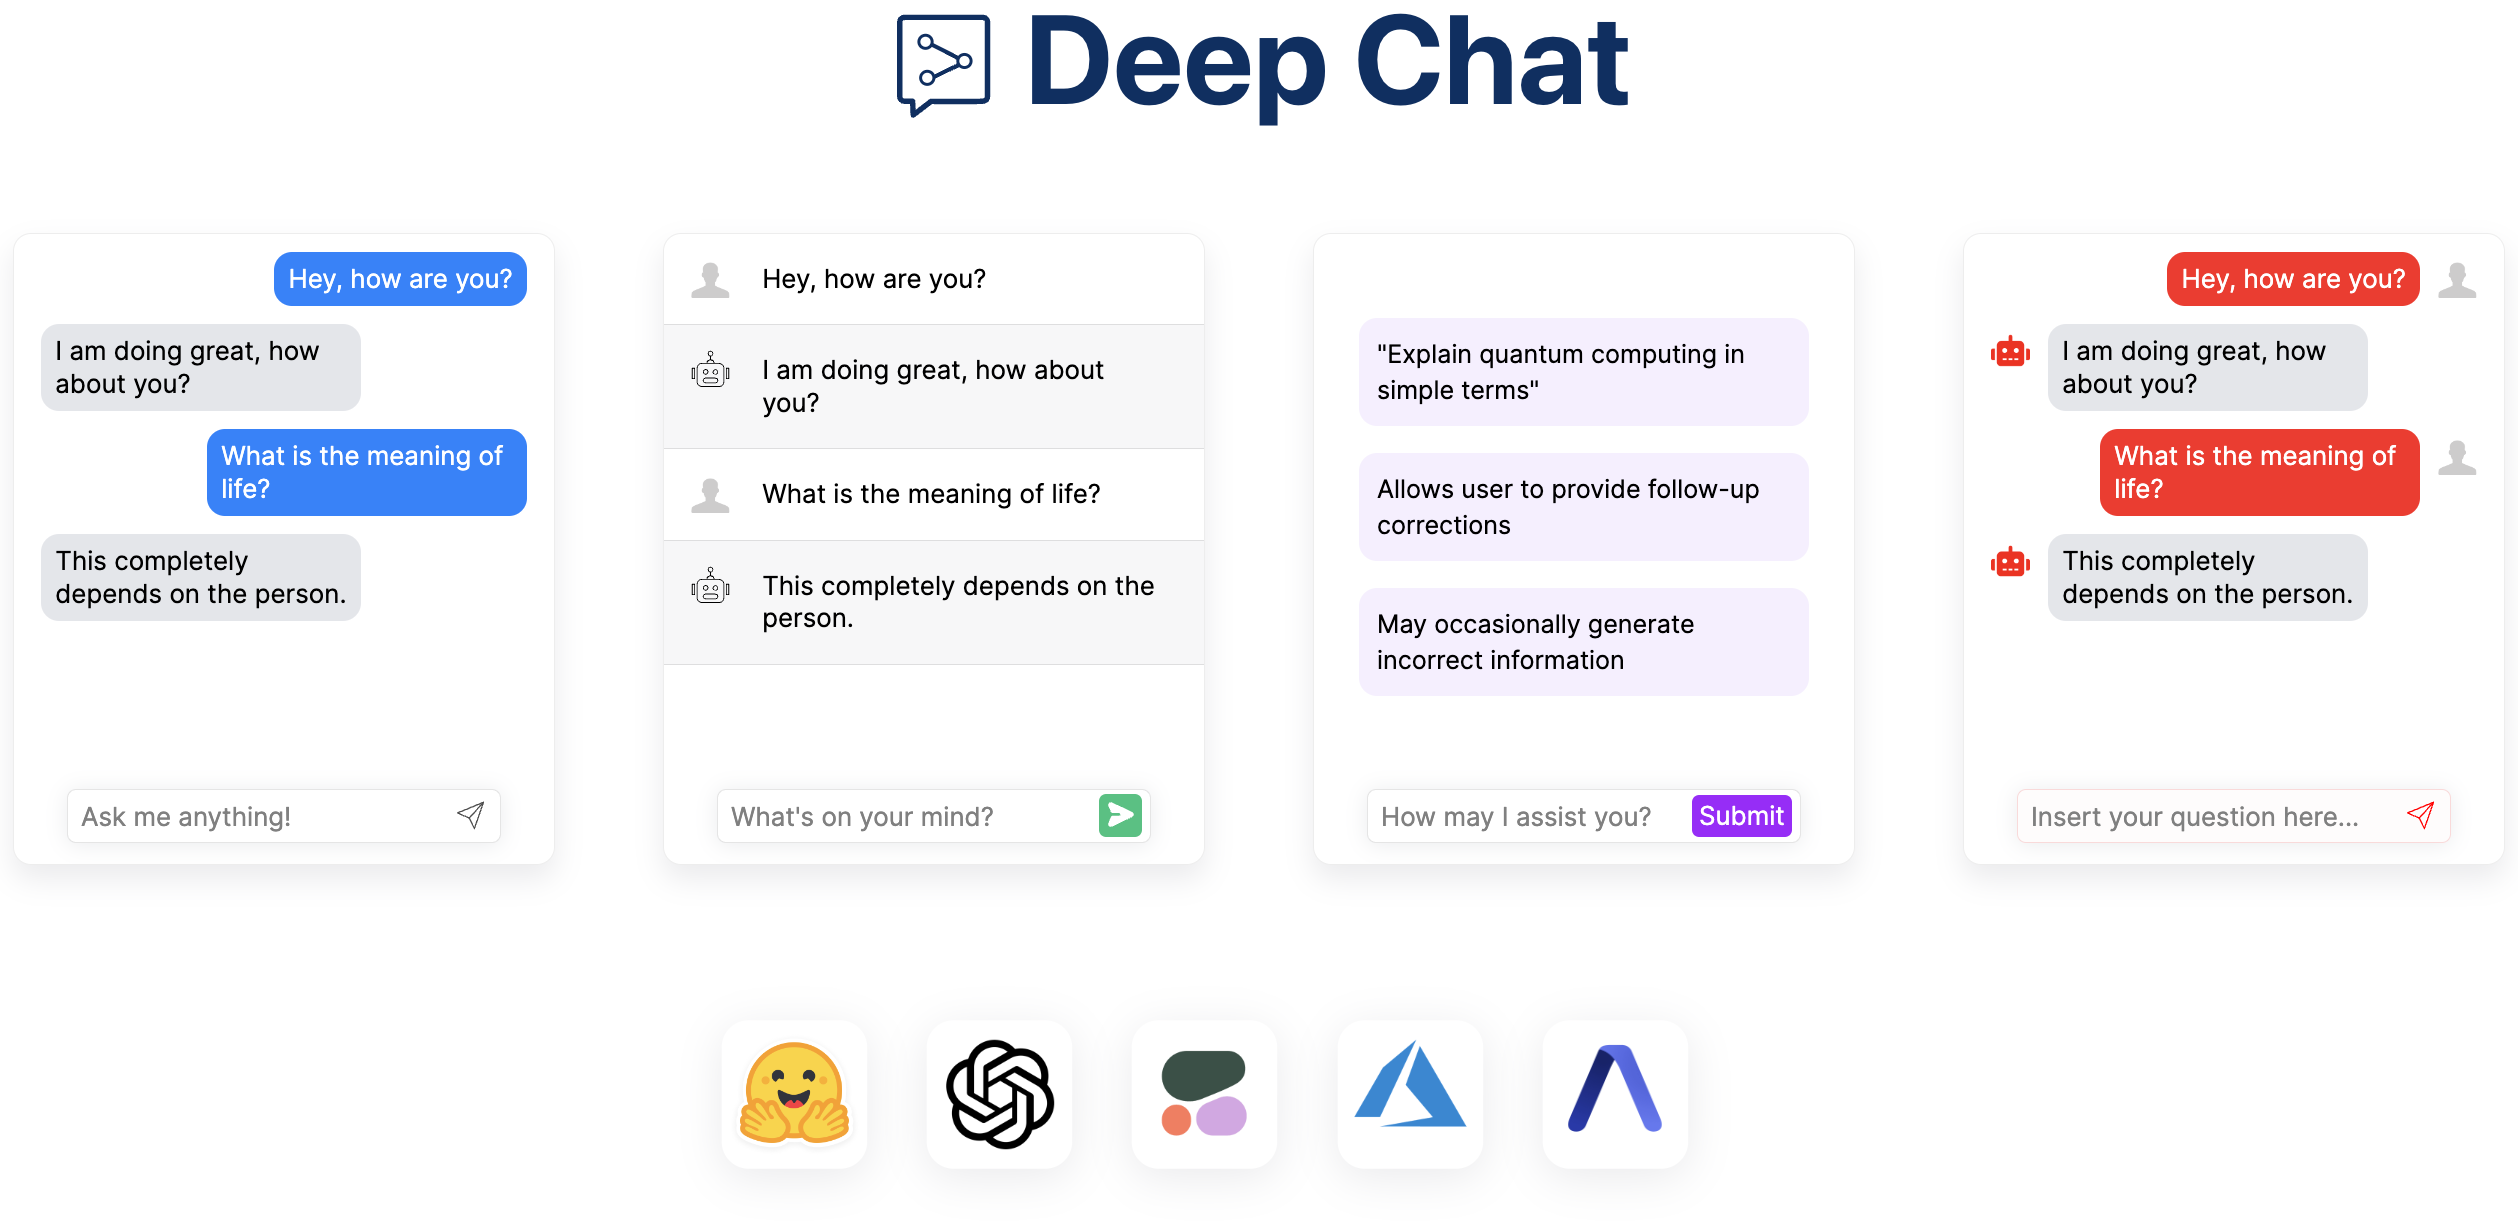 Deep Chat
Hey, how are you?
I am doing great, how
about you?
What is the meaning of
life?
This completely
depends on the person.
Ask me anything!
Hey, how are you?
I am doing great, how about
you?
What is the meaning of life?
This completely depends on the
person.
What's on your mind?
"Explain quantum computing in
simple terms"
Allows user to provide follow-up
corrections
May occasionally generate
incorrect information
How may I assist you?
Submit
Hey, how are you?
I am doing great, how
about you?
What is the meaning of
life?
This completely
depends on the person.
Insert your question here...